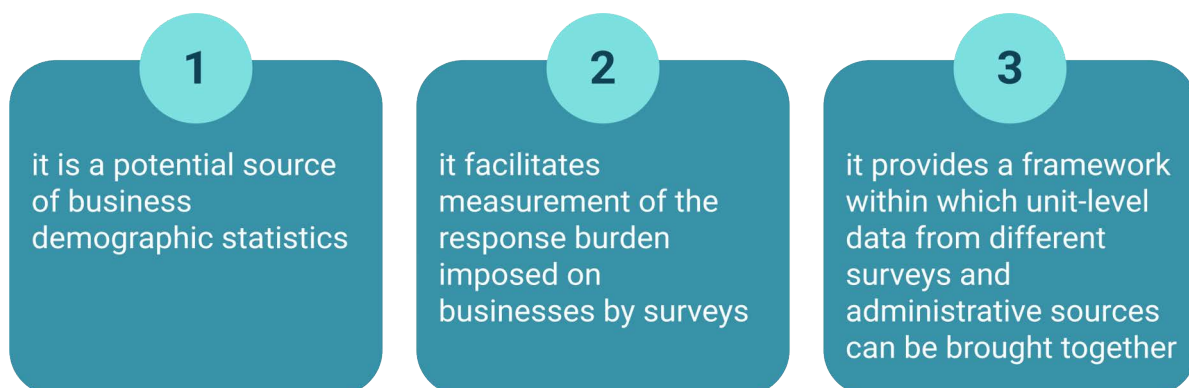 1
it is a potential source
of business
demographic statistics
2
it facilitates
measurement of the
response burden
imposed on
businesses by surveys
3
it provides a framework
within which unit-level
data from different
surveys and
administrative sources
can be brought together